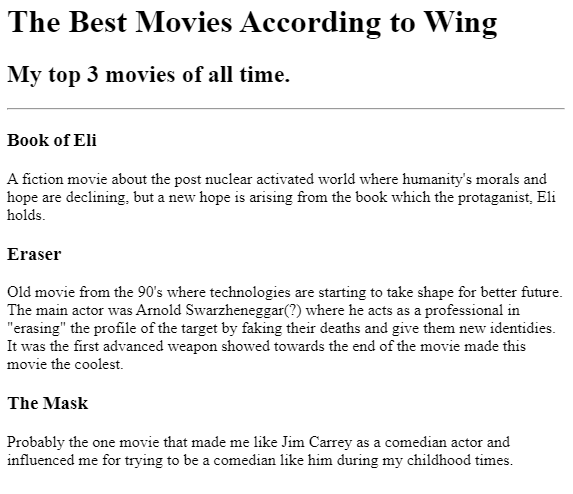 The Best Movies According to Wing
My top 3 movies of all time.
Book of Eli
A fiction movie about the post nuclear activated world where humanity's morals and
hope are declining, but a new hope is arising from the book which the protaganist, Eli
holds.
Eraser
Old movie from the 90's where technologies are starting to take shape for better future.
The main actor was Arnold Swarzheneggar(?) where he acts as a professional in
"erasing" the profile of the target by faking their deaths and give them new identidies.
It was the first advanced weapon showed towards the end of the movie made this
movie the coolest.
The Mask
Probably the one movie that made me like Jim Carrey as a comedian actor and
influenced me for trying to be a comedian like him during my childhood times.